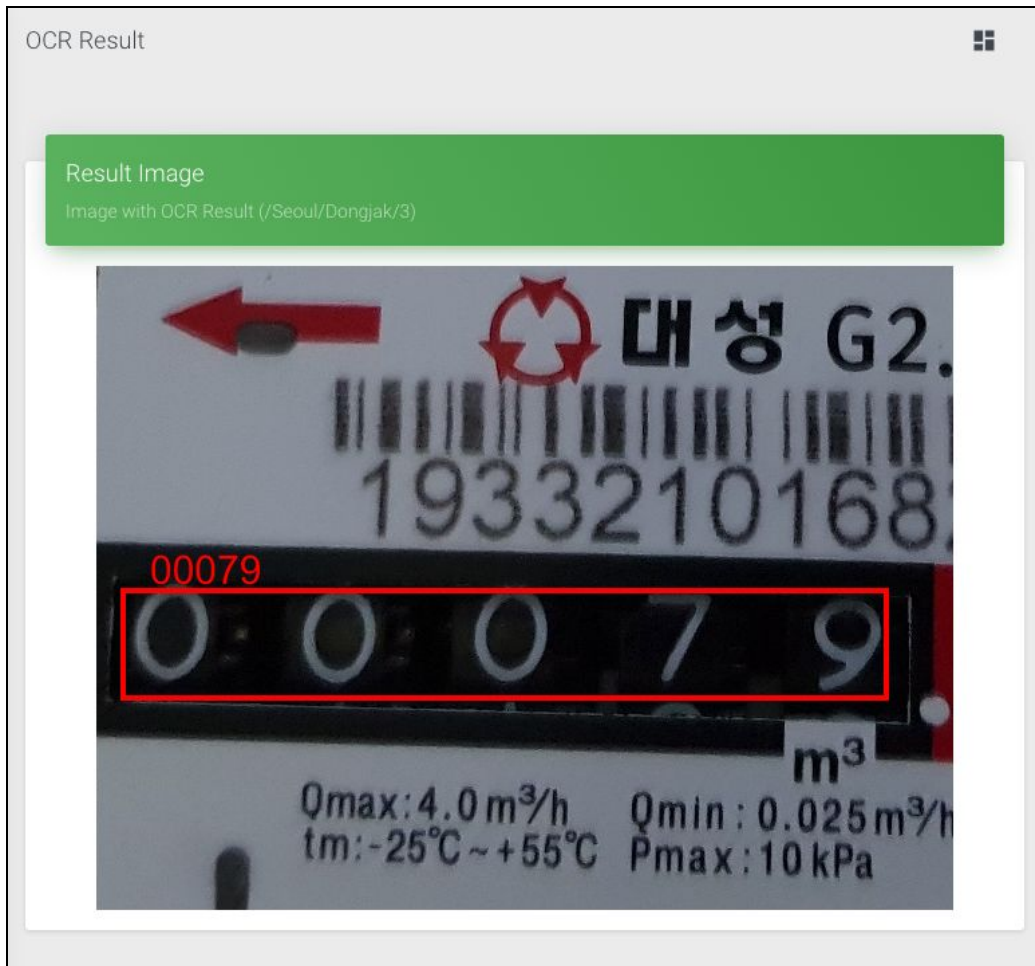 OCR Result
Result Image
Image with OCR Result (/Seoul/Dongjak/3)
대성 G2.
19332101682
00079
0 0 0 7 9
m³
Qmax:4.0m³/h Qmin:0.025m³/h
tm:-25℃~+55℃ Pmax:10kPa